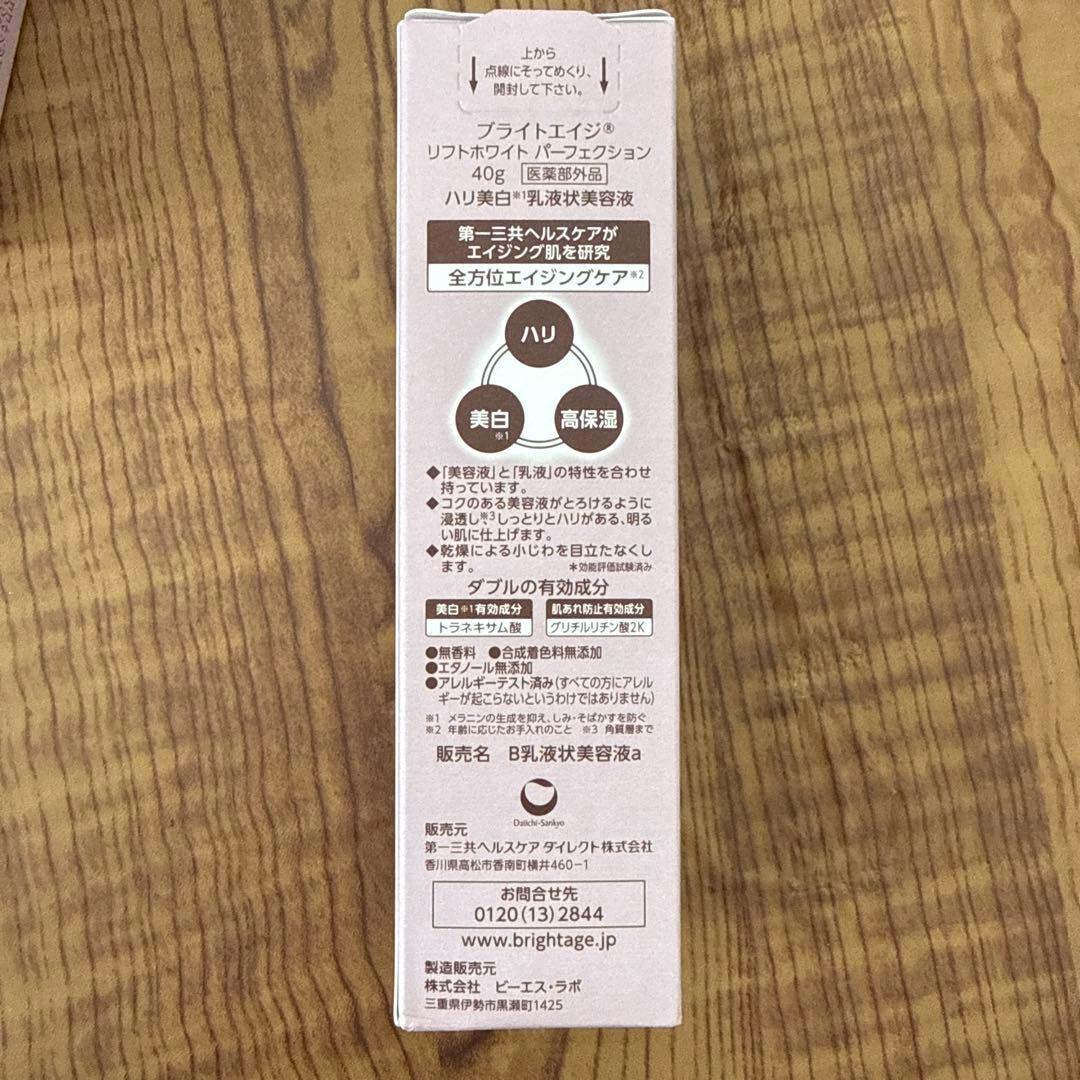 上から
点線にそってめくり、
開封して下さい。
ブライトエイジ®
リフトホワイト パーフェクション
40g 医薬部外品
ハリ美白※1乳液状美容液
第一三共ヘルスケアが
エイジング肌を研究
全方位エイジングケア※2
ハリ
美白※1
高保湿
◆「美容液」と「乳液」の特性を合わせ
持っています。
◆コクのある美容液がとろけるように
浸透し※3、しっとりとハリがある、明る
い肌に仕上げます。
◆乾燥による小じわを目立たなくし
ます。 *効能評価試験済み
ダブルの有効成分
美白※1有効成分 肌あれ防止有効成分
トラネキサム酸 グリチルリチン酸2K
●無香料 ●合成着色料無添加
●エタノール無添加
●アレルギーテスト済み(すべての方にアレル
ギーが起こらないというわけではありません)
※1 メラニンの生成を抑え、しみ・そばかすを防ぐ
※2 年齢に応じたお手入れのこと ※3 角質層まで
販売名 B乳液状美容液a
Daiichi-Sankyo
販売元
第一三共ヘルスケア ダイレクト株式会社
香川県高松市香南町横井460-1
お問合せ先
0120(13)2844
www.brightage.jp
製造販売元
株式会社 ピーエス・ラボ
三重県伊勢市黒瀬町1425